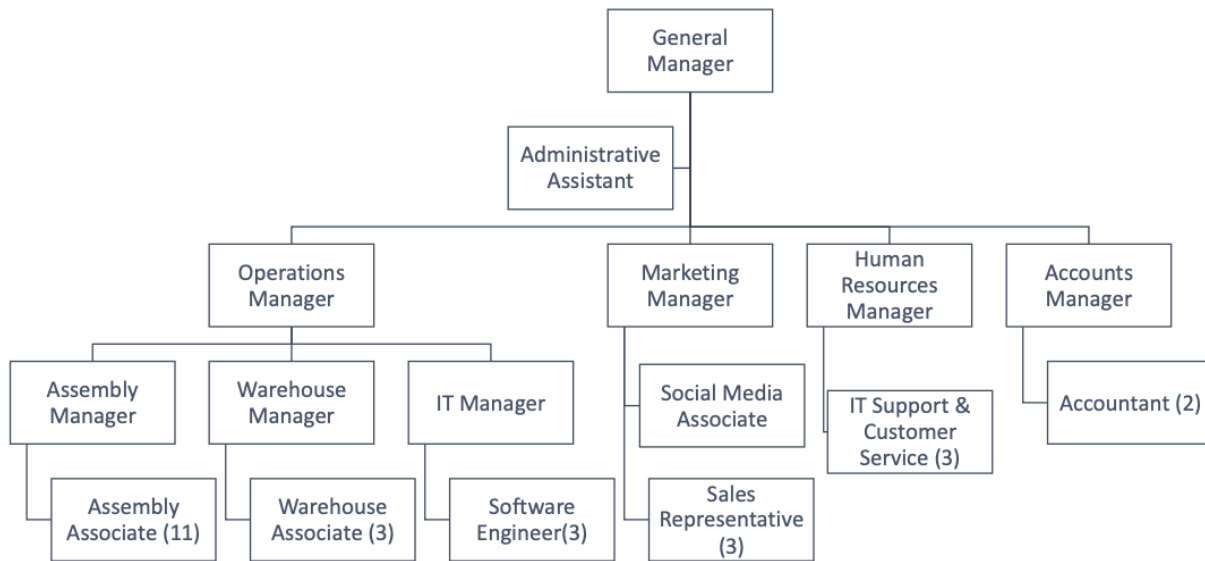 General
Manager
Administrative
Assistant
Operations
Manager
Marketing
Manager
Human
Resources
Manager
Accounts
Manager
Assembly
Manager
Warehouse
Manager
IT Manager
Social Media
Associate
IT Support &
Customer
Service (3)
Accountant (2)
Assembly
Associate (11)
Warehouse
Associate (3)
Software
Engineer(3)
Sales
Representative
(3)